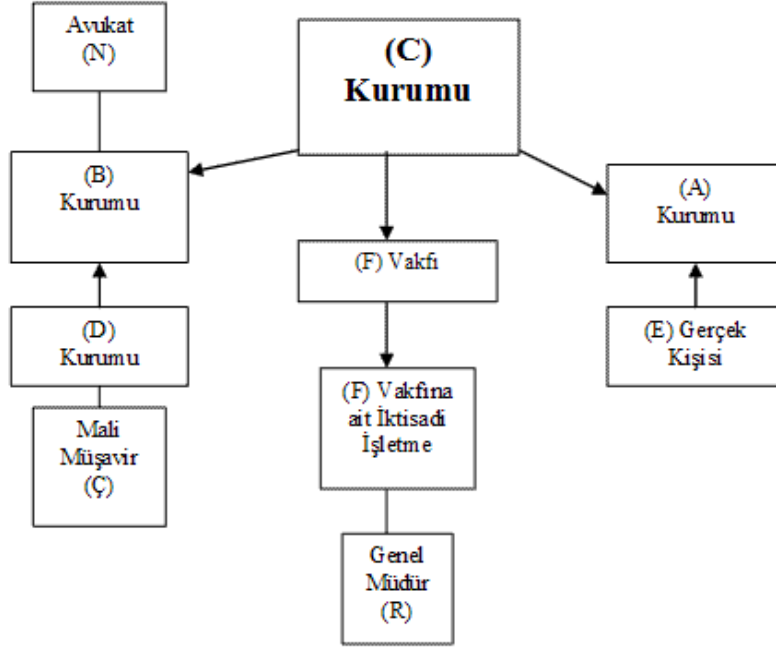 Avukat
(N)
(C)
Kurumu
(B)
Kurumu
(A)
Kurumu
(F) Vakfı
(D)
Kurumu
(E) Gerçek
Kişisi
(F) Vakfına
ait İktisadi
İşletme
Mali
Müşavir
(Ç)
Genel
Müdür
(R)